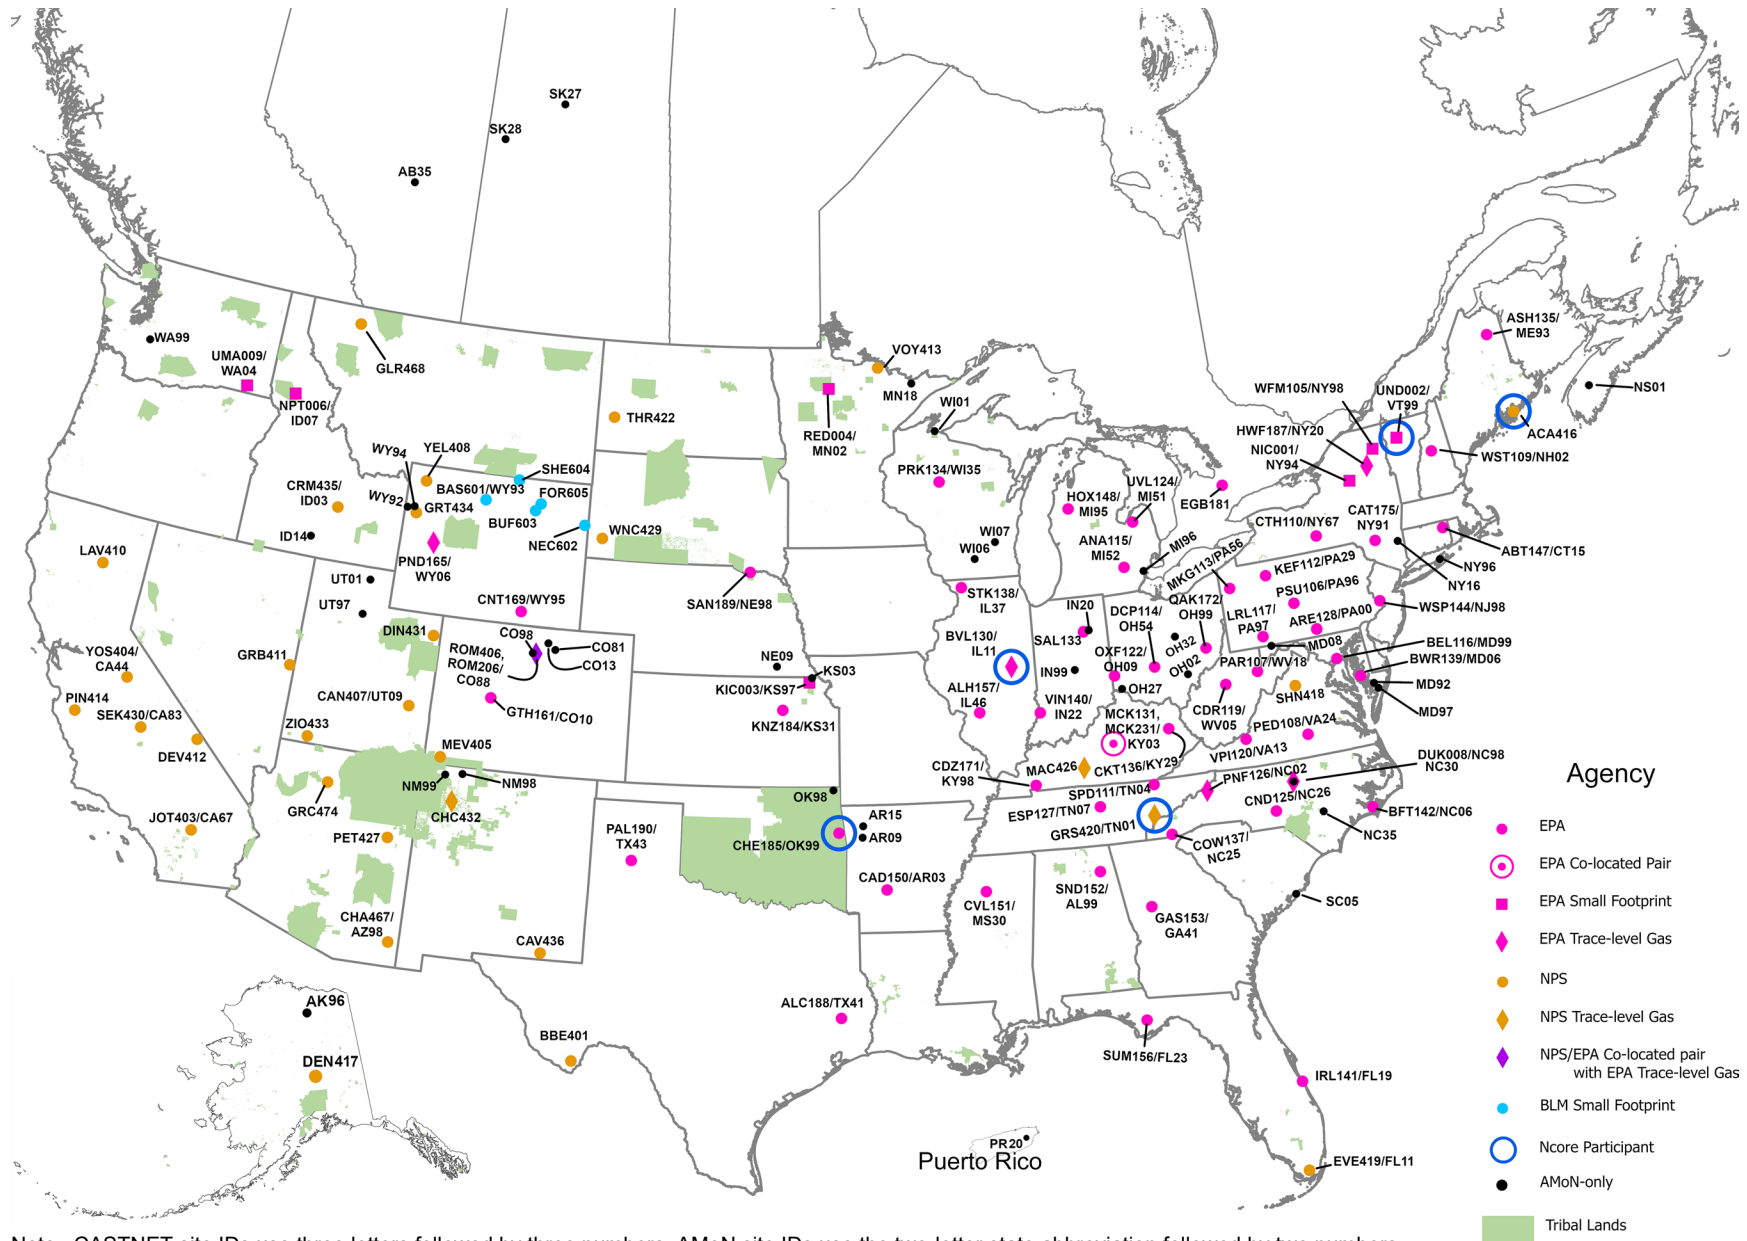 SK27
SK28
AB35
WA99
UMA009/
WA04
NPT006/
ID07
GLR468
VOY413
MN18
WI01
THR422
RED004/
MN02
PRK134/WI35
ASH135/
ME93
WFM105/NY98
UND002/
VT99
NS01
HWF187/NY20
NIC001/
NY94
ACA416
WST109/NH02
WY94
YEL408
SHE604
CRM435/
ID03
WY92
BAS601/WY93
FOR605
GRT434
BUF603
NEC602
WNC429
ID14
HOX148/
MI95
UVL124/
MI51
EGB181
ANA115/
MI52
MI96
CTH110/NY67
CAT175/
NY91
ABT147/CT15
NY96
NY16
WI07
WI06
LAV410
UT01
UT97
PND165/
WY06
CNT169/WY95
SAN189/NE98
STK138/
IL37
MKG113/PA56
KEF112/PA29
PSU106/PA96
WSP144/NJ98
IN20
DCP114/
OH54
QAK172/
OH99
LRL117/
PA97
ARE128/PA00
DIN431
CO98
ROM406,
ROM206/
CO88
CO81
CO13
BVL130/
IL11
SAL133
OXF122/
OH09
OH32
OH02
MD08
BEL116/MD99
PAR107/WV18
BWR139/MD06
MD92
MD97
YOS404/
CA44
GRB411
NE09
KS03
KIC003/KS97
IN99
OH27
SHN418
PIN414
SEK430/CA83
CAN407/UT09
GTH161/CO10
KNZ184/KS31
ALH157/
IL46
VIN140/
IN22
MCK131,
MCK231/
KY03
CDR119/
WV05
PED108/VA24
ZIO433
DEV412
MEV405
NM99
NM98
CDZ171/
KY98
MAC426
CKT136/KY29
VPI120/VA13
DUK008/NC98
NC30
PNF126/NC02
SPD111/TN04
CND125/NC26
GRC474
CHC432
OK98
AR15
AR09
ESP127/TN07
GRS420/TN01
BFT142/NC06
NC35
JOT403/CA67
PET427
PAL190/
TX43
CHE185/OK99
COW137/
NC25
CAD150/AR03
CVL151/
MS30
SND152/
AL99
GAS153/
GA41
SC05
CHA467/
AZ98
CAV436
AK96
DEN417
BBE401
ALC188/TX41
SUM156/FL23
IRL141/FL19
EVE419/FL11
PR20
Puerto Rico
Agency
EPA
EPA Co-located Pair
EPA Small Footprint
EPA Trace-level Gas
NPS
NPS Trace-level Gas
NPS/EPA Co-located pair
with EPA Trace-level Gas
BLM Small Footprint
Ncore Participant
AMoN-only
Tribal Lands